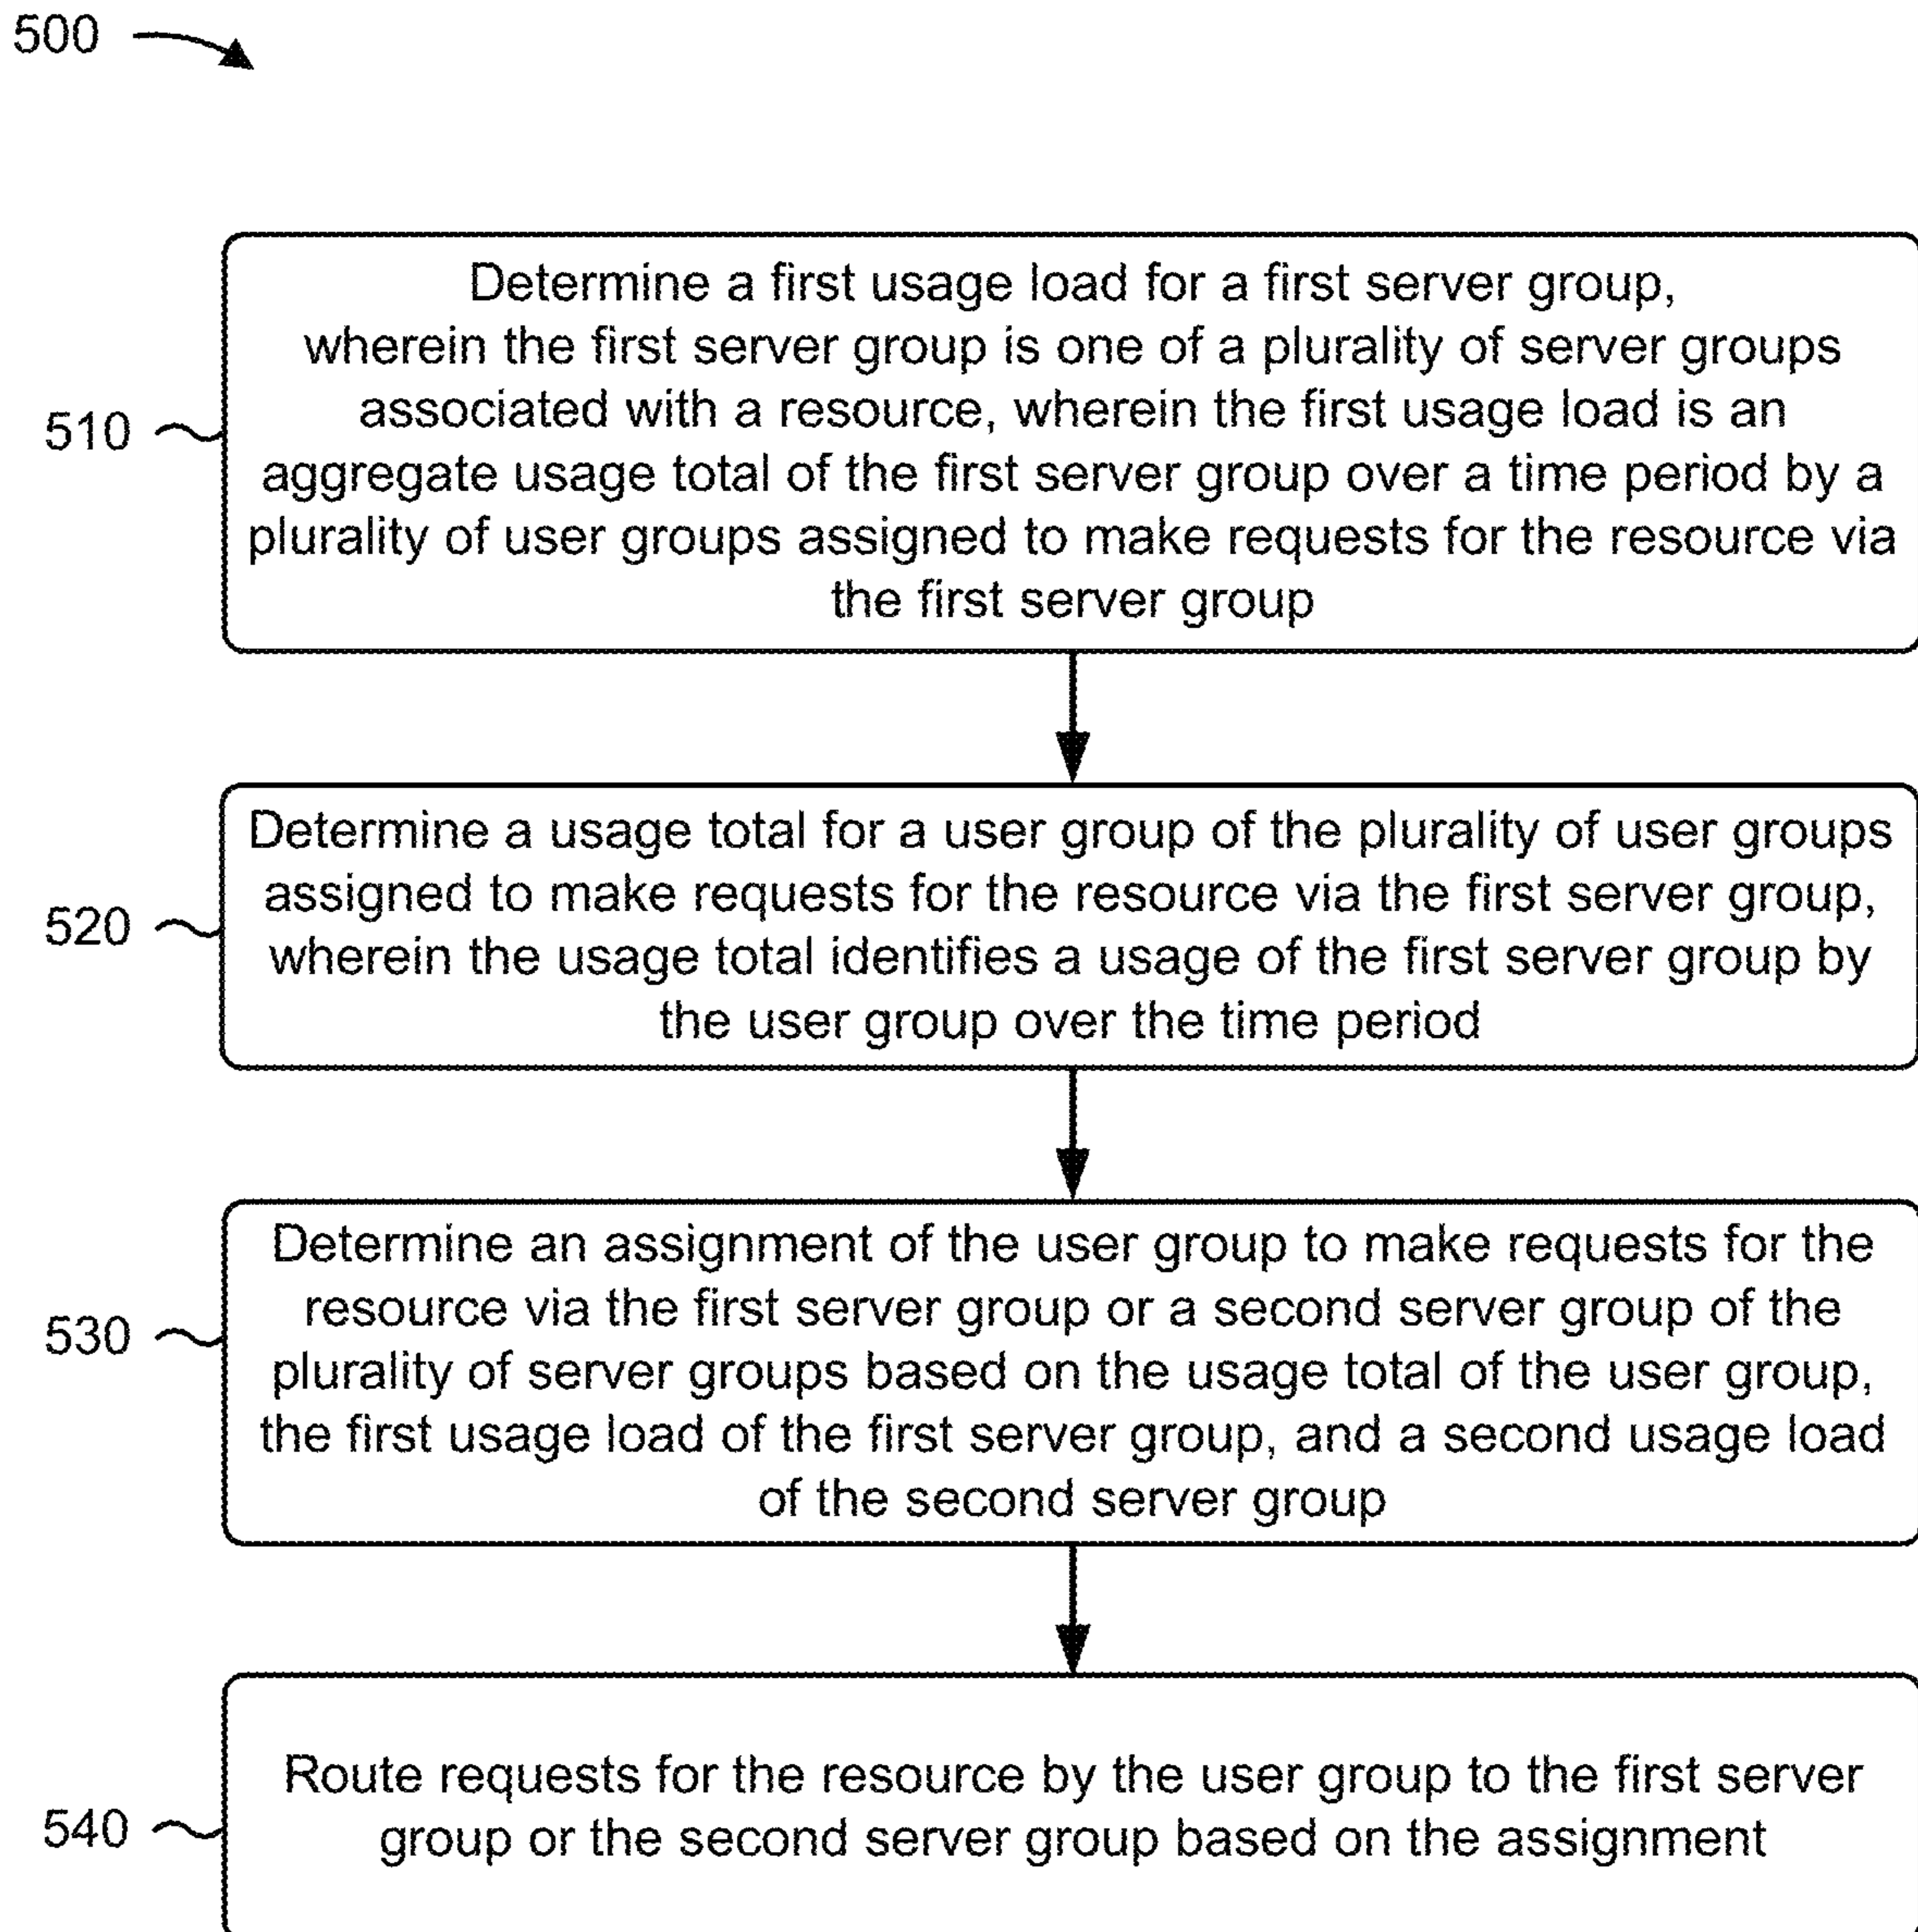 500
Determine a first usage load for a first server group,
wherein the first server group is one of a plurality of server groups
associated with a resource, wherein the first usage load is an
aggregate usage total of the first server group over a time period by a
plurality of user groups assigned to make requests for the resource via
the first server group
510
Determine a usage total for a user group of the plurality of user groups
assigned to make requests for the resource via the first server group,
wherein the usage total identifies a usage of the first server group by
the user group over the time period
520
Determine an assignment of the user group to make requests for the
resource via the first server group or a second server group of the
plurality of server groups based on the usage total of the user group,
the first usage load of the first server group, and a second usage load
of the second server group
530
Route requests for the resource by the user group to the first server
group or the second server group based on the assignment
540